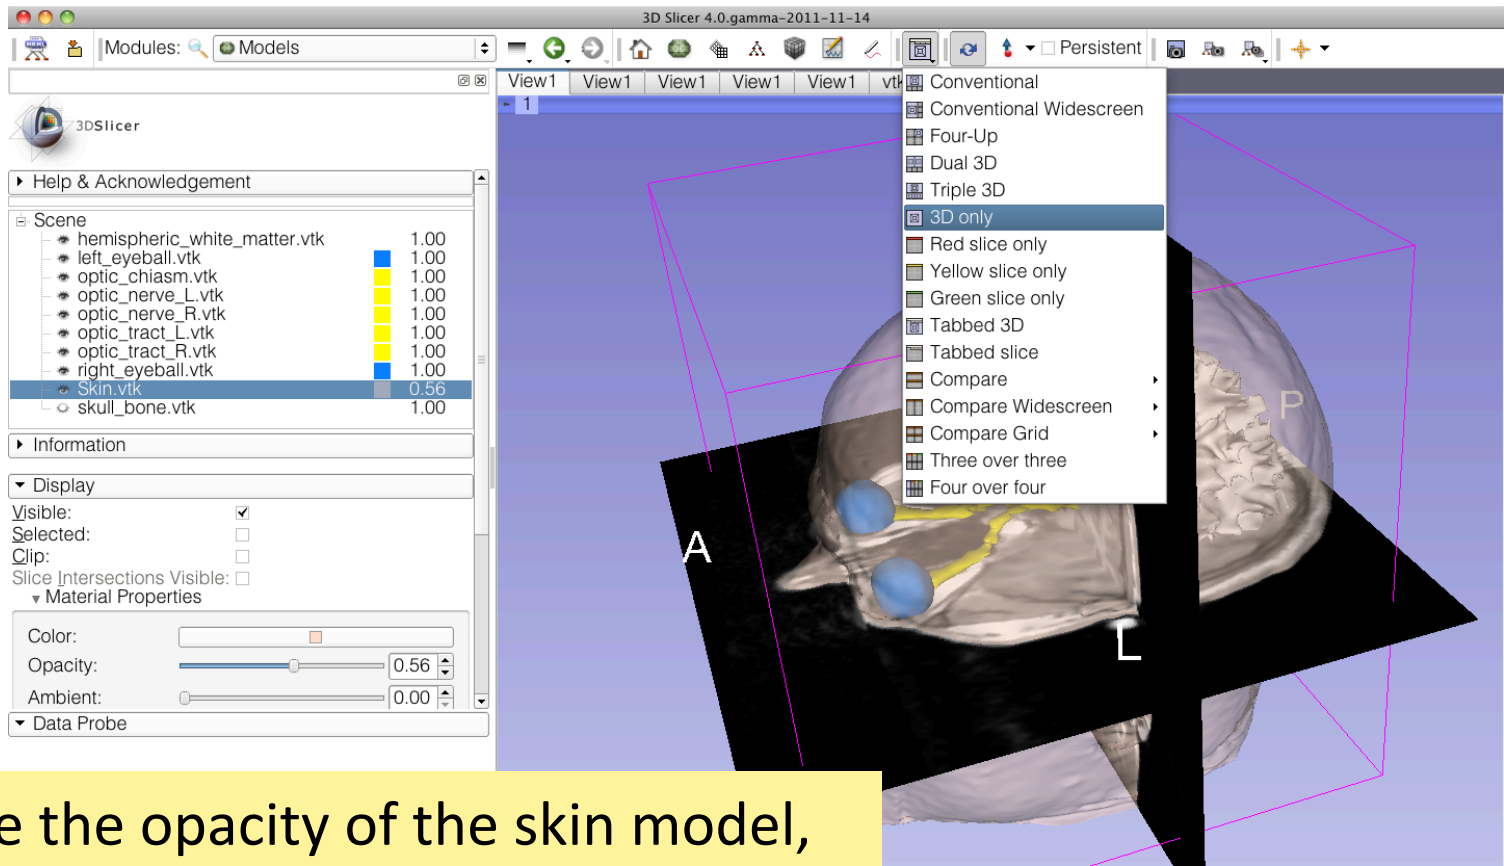 3D Slicer 4.0.gamma-2011-11-14
Modules: Models Persistent
View1 View1 View1 View1 View1
1
3DSlicer
Help & Acknowledgement
Scene
hemispheric_white_matter.vtk 1.00
left_eyeball.vtk 1.00
optic_chiasm.vtk 1.00
optic_nerve_L.vtk 1.00
optic_nerve_R.vtk 1.00
optic_tract_L.vtk 1.00
optic_tract_R.vtk 1.00
right_eyeball.vtk 1.00
Skin.vtk 0.56
skull_bone.vtk 1.00
Information
Display
Visible:
Selected:
Clip:
Slice Intersections Visible:
Material Properties
Color:
Opacity: 0.56
Ambient: 0.00
Data Probe
Conventional
Conventional Widescreen
Four-Up
Dual 3D
Triple 3D
3D only
Red slice only
Yellow slice only
Green slice only
Tabbed 3D
Tabbed slice
Compare
Compare Widescreen
Compare Grid
Three over three
Four over four
P
A
L
e the opacity of the skin model,